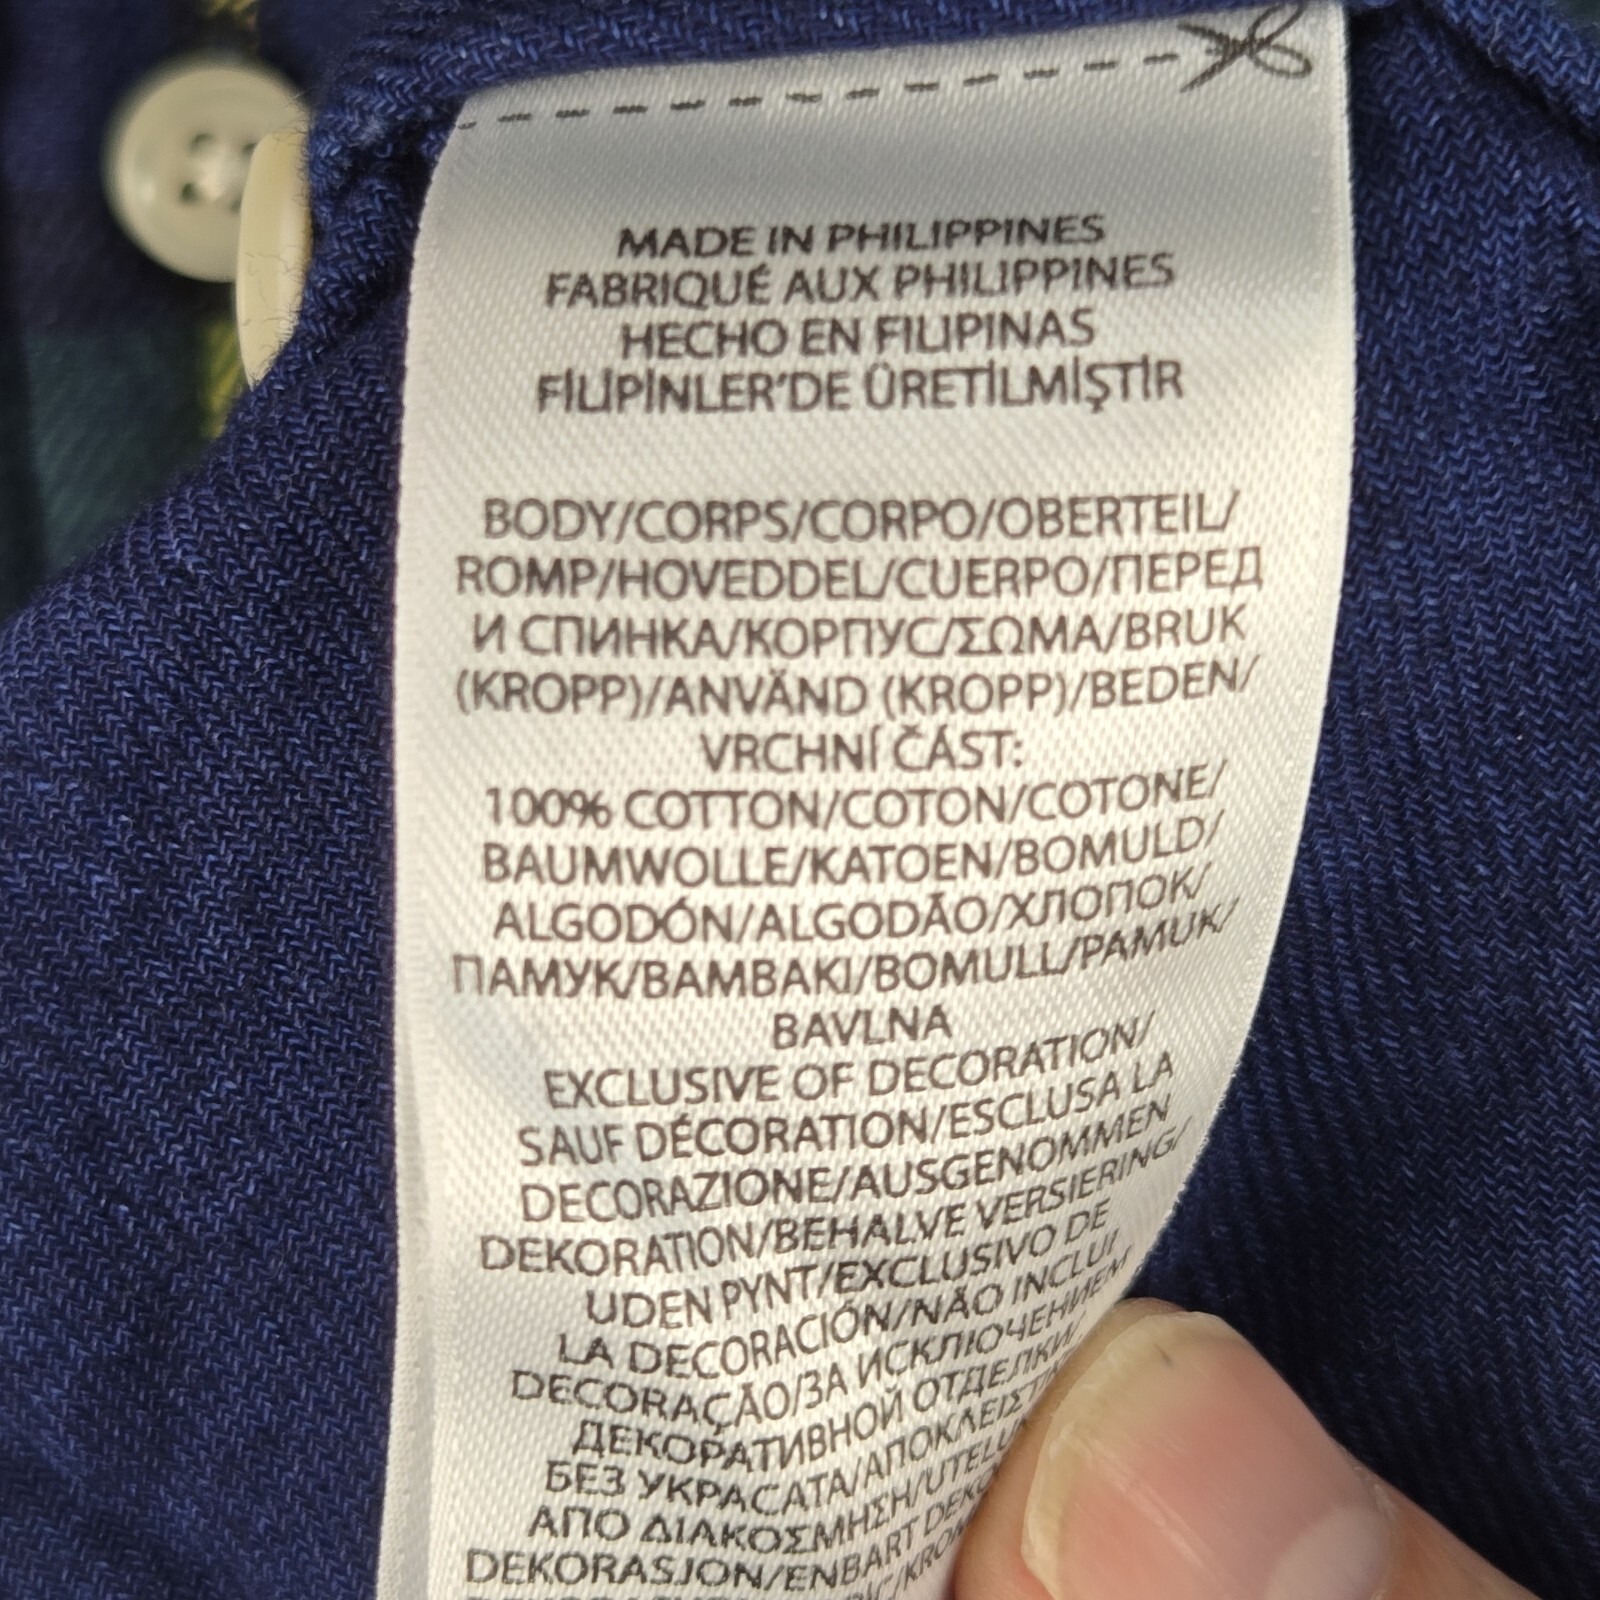 MADE IN PHILIPPINES
FABRIQUÉ AUX PHILIPPINES
HECHO EN FILIPINAS
FİLİPİNLER'DE ÜRETİLMİŞTİR
BODY/CORPS/CORPO/OBERTEIL/
ROMP/HOVEDDEL/CUERPO/ПЕРЕД
И СПИНКА/КОРПУС/ΣΩΜΑ/BRUK
(KROPP)/ANVÄND (KROPP)/BEDEN/
VRCHNÍ ČÁST:
100% COTTON/COTON/COTONE/
BAUMWOLLE/KATOEN/BOMULD/
ALGODÓN/ALGODÃO/ХЛОПОК/
ПАМУК/BAMBAKI/BOMULL/PAMUK/
BAVLNA
EXCLUSIVE OF DECORATION/
SAUF DÉCORATION/ESCLUSA LA
DECORAZIONE/AUSGENOMMEN
DEKORATION/BEHALVE VERSIERING/
UDEN PYNT/EXCLUSIVO DE
LA DECORACIÓN/NÃO INCLUI
DECORAÇÃO/ЗА ИСКЛЮЧЕНИЕМ
ДЕКОРАТИВНОЙ ОТДЕЛКИ/
БЕЗ УКРАСАТА/ΑΠΟΚΛΕΙΣΤ
ΑΠΟ ΔΙΑΚΟΣΜΗΣΗ/UTELU
DEKORASJON/ENBART DEKO